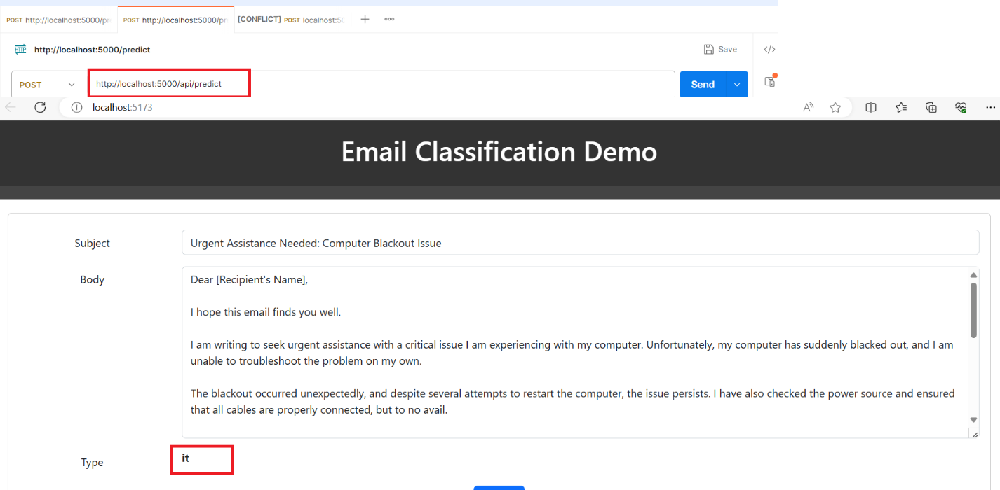 POST http://localhost:5000/pr POST http://localhost:5000/pr [CONFLICT] POST localhost:50
HTTP http://localhost:5000/predict Save </>
POST http://localhost:5000/api/predict Send
localhost:5173
Email Classification Demo
Subject Urgent Assistance Needed: Computer Blackout Issue
Body Dear [Recipient's Name],
I hope this email finds you well.
I am writing to seek urgent assistance with a critical issue I am experiencing with my computer. Unfortunately, my computer has suddenly blacked out, and I am
unable to troubleshoot the problem on my own.
The blackout occurred unexpectedly, and despite several attempts to restart the computer, the issue persists. I have also checked the power source and ensured
that all cables are properly connected, but to no avail.
Type it